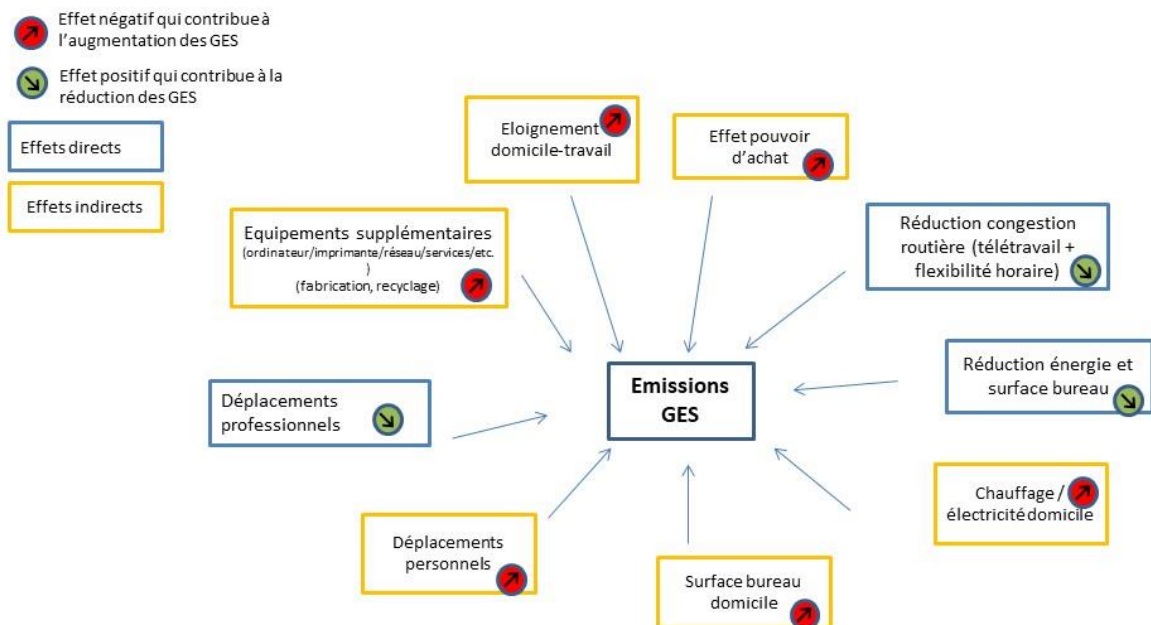 Effet négatif qui contribue à
l'augmentation des GES
Effet positif qui contribue à la
réduction des GES
Effets directs
Effets indirects
Eloignement
domicile-travail
Effet pouvoir
d'achat
Equipements supplémentaires
(ordinateur/imprimante/réseau/services/etc.
)
(fabrication, recyclage)
Réduction congestion
routière (télétravail +
flexibilité horaire)
Emissions
GES
Réduction énergie et
surface bureau
Déplacements
professionnels
Chauffage /
électricité domicile
Déplacements
personnels
Surface bureau
domicile